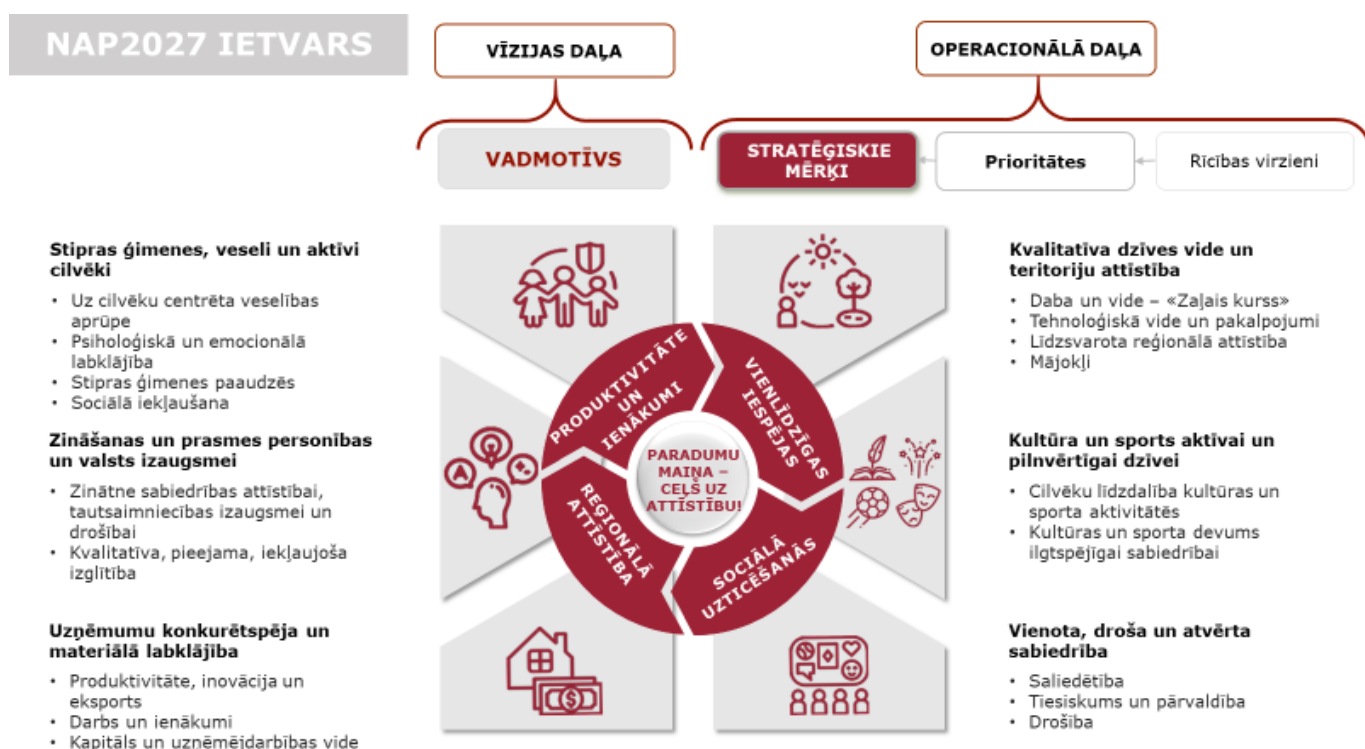 NAP2027 IETVARS
VĪZIJAS DAĻA
OPERACIONĀLĀ DAĻA
VADMOTĪVS
STRATĒĢISKIE
MĒRĶI
Prioritātes
Rīcības virzieni
Stipras ģimenes, veseli un aktīvi
cilvēki
• Uz cilvēku centrēta veselības
aprūpe
• Psiholoģiskā un emocionālā
labklājība
• Stipras ģimenes paaudzēs
• Sociālā iekļaušana
Zināšanas un prasmes personības
un valsts izaugsmei
• Zinātne sabiedrības attīstībai,
tautsaimniecības izaugsmei un
drošībai
• Kvalitatīva, pieejama, iekļaujoša
izglītība
Uzņēmumu konkurētspēja un
materiālā labklājība
• Produktivitāte, inovācija un
eksports
• Darbs un ienākumi
• Kapitāls un uzņēmējdarbības vide
PRODUKTIVITĀTE
UN
IENĀKUMI
VIENLĪDZĪGAS
IESPĒJAS
PARADUMU
MAIŅA –
CEĻŠ UZ
ATTĪSTĪBU!
REĢIONĀLĀ
ATTĪSTĪBA
SOCIĀLĀ
UZTICĒŠANĀS
A
$
Kvalitatīva dzīves vide un
teritoriju attīstība
• Daba un vide – «Zaļais kurss»
• Tehnoloģiskā vide un pakalpojumi
• Līdzsvarota reģionālā attīstība
• Mājokļi
Kultūra un sports aktīvai un
pilnvērtīgai dzīvei
• Cilvēku līdzdalība kultūras un
sporta aktivitātēs
• Kultūras un sporta devums
ilgtspējīgai sabiedrībai
Vienota, droša un atvērta
sabiedrība
• Saliedētība
• Tiesiskums un pārvaldība
• Drošība